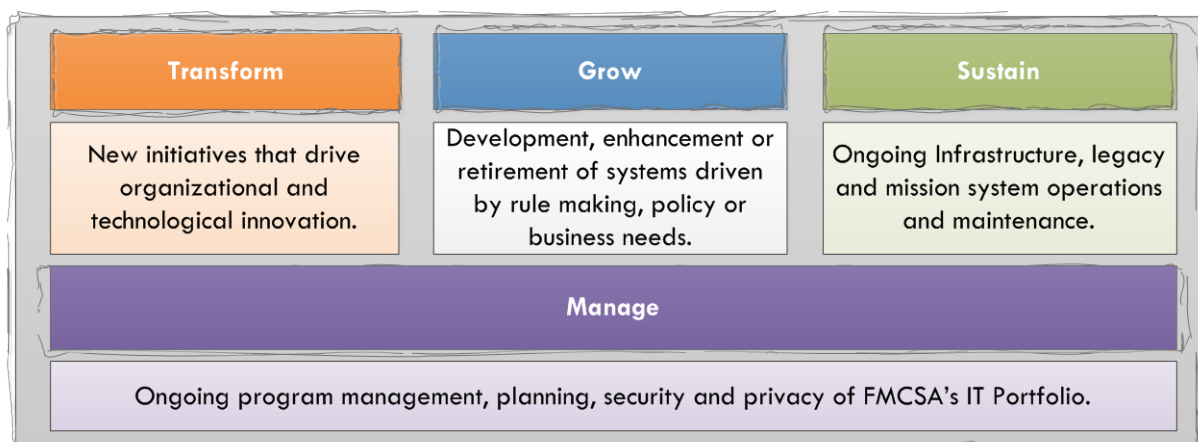 Transform
New initiatives that drive
organizational and
technological innovation.
Grow
Development, enhancement or
retirement of systems driven
by rule making, policy or
business needs.
Sustain
Ongoing Infrastructure, legacy
and mission system operations
and maintenance.
Manage
Ongoing program management, planning, security and privacy of FMCSA's IT Portfolio.